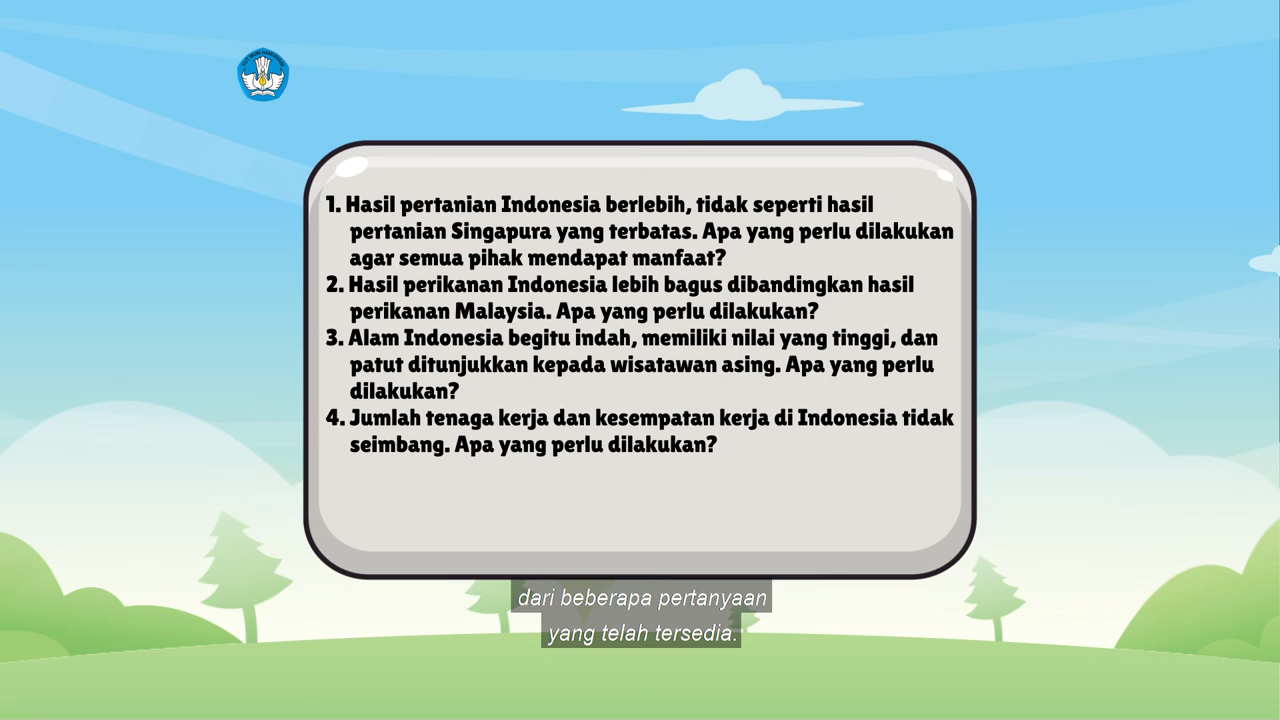 1. Hasil pertanian Indonesia berlebih, tidak seperti hasil
pertanian Singapura yang terbatas. Apa yang perlu dilakukan
agar semua pihak mendapat manfaat?
2. Hasil perikanan Indonesia lebih bagus dibandingkan hasil
perikanan Malaysia. Apa yang perlu dilakukan?
3. Alam Indonesia begitu indah, memiliki nilai yang tinggi, dan
patut ditunjukkan kepada wisatawan asing. Apa yang perlu
dilakukan?
4. Jumlah tenaga kerja dan kesempatan kerja di Indonesia tidak
seimbang. Apa yang perlu dilakukan?
dari beberapa pertanyaan
yang telah tersedia.